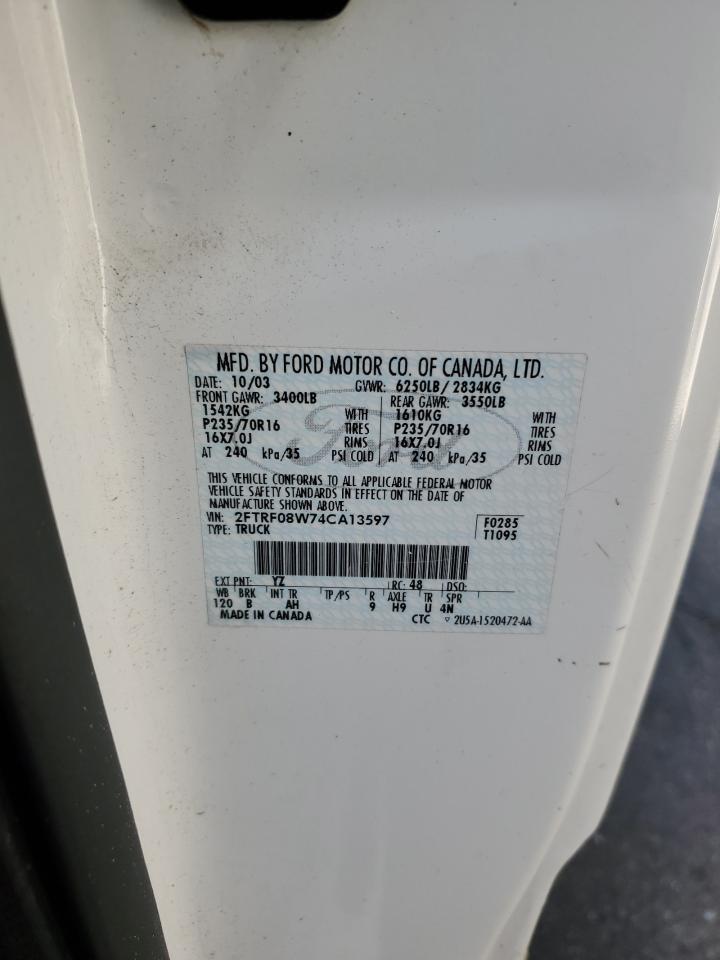 MFD. BY FORD MOTOR CO. OF CANADA, LTD.
DATE: 10/03 GVWR: 6250LB/ 2834KG
FRONT GAWR: 3400LB REAR GAWR: 3550LB
1542KG WITH 1610KG WITH
P235/70R16 TIRES P235/70R16 TIRES
16X7.0J RIMS 16X7.0J RIMS
AT 240 kPa/35 PSI COLD AT 240 kPa/35 PSI COLD
Ford
THIS VEHICLE CONFORMS TO ALL APPLICABLE FEDERAL MOTOR
VEHICLE SAFETY STANDARDS IN EFFECT ON THE DATE OF
MANUFACTURE SHOWN ABOVE.
VIN: 2FTRF08W74CA13597 F0285
TYPE: TRUCK T1095
EXT PNT: YZ RC: 48 DSO:
WB BRK INT TR TP/PS R AXLE TR SPR
120 B AH 9 H9 U 4N
MADE IN CANADA CTC ▽ 2U5A-1520472-AA